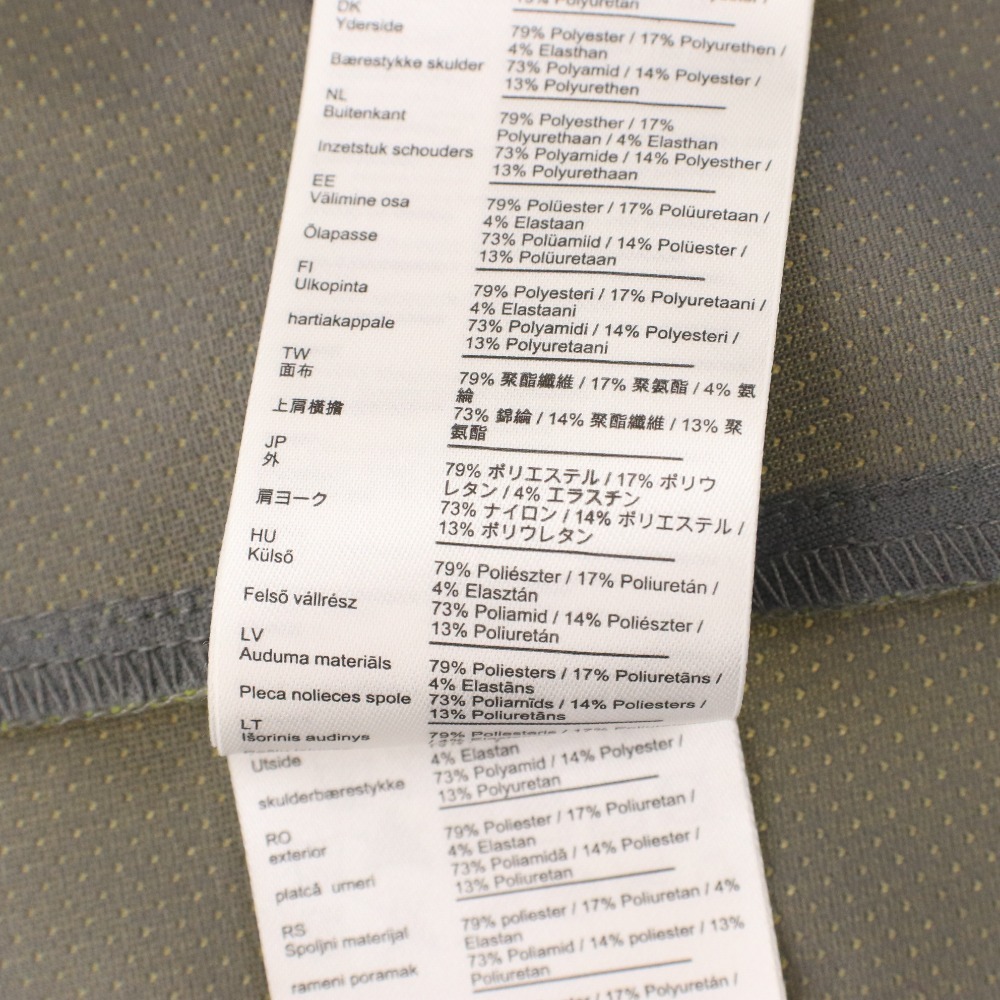 13% Polyuretan
DK
Yderside
79% Polyester / 17% Polyurethen /
4% Elasthan
Bærestykke skulder
73% Polyamid / 14% Polyester /
13% Polyurethen
NL
Buitenkant
79% Polyesther / 17%
Polyurethaan / 4% Elasthan
Inzetstuk schouders
73% Polyamide / 14% Polyesther /
13% Polyurethaan
EE
Välimine osa
79% Polüester / 17% Polüuretaan /
4% Elastaan
Õlapasse
73% Polüamiid / 14% Polüester /
13% Polüuretaan
FI
Ulkopinta
79% Polyesteri / 17% Polyuretaani /
4% Elastaani
hartiakappale
73% Polyamidi / 14% Polyesteri /
13% Polyuretaani
TW
面布
79% 聚酯纖維 / 17% 聚氨酯 / 4% 氨
綸
上肩橫擔
73% 錦綸 / 14% 聚酯纖維 / 13% 聚
氨酯
JP
外
79% ポリエステル / 17% ポリウ
レタン / 4% エラスチン
肩ヨーク
73% ナイロン / 14% ポリエステル /
13% ポリウレタン
HU
Külső
79% Poliészter / 17% Poliuretán /
4% Elasztán
Felső vállrész
73% Poliamid / 14% Poliészter /
13% Poliuretán
LV
Auduma materiāls
79% Poliesters / 17% Poliuretāns /
4% Elastāns
Pleca nolieces spole
73% Poliamīds / 14% Poliesters /
13% Poliuretāns
LT
Išorinis audinys
79% Poliesteris / 17% Poliuretanas /
Utside
4% Elastan
skulderbærestykke
73% Polyamid / 14% Polyester /
13% Polyuretan
RO
exterior
79% Poliester / 17% Poliuretan /
4% Elastan
platcă umeri
73% Poliamidă / 14% Poliester /
13% Poliuretan
RS
Spoljni materijal
79% poliester / 17% Poliuretan / 4%
Elastan
rameni poramak
73% Poliamid / 14% poliester / 13%
Poliuretan
/ 17% Polyuretån /